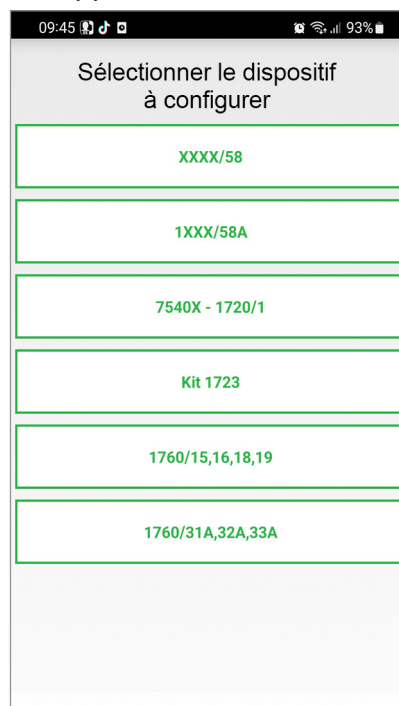 09:45 93%
Sélectionner le dispositif
à configurer
XXXX/58
1XXX/58A
7540X - 1720/1
Kit 1723
1760/15,16,18,19
1760/31A,32A,33A